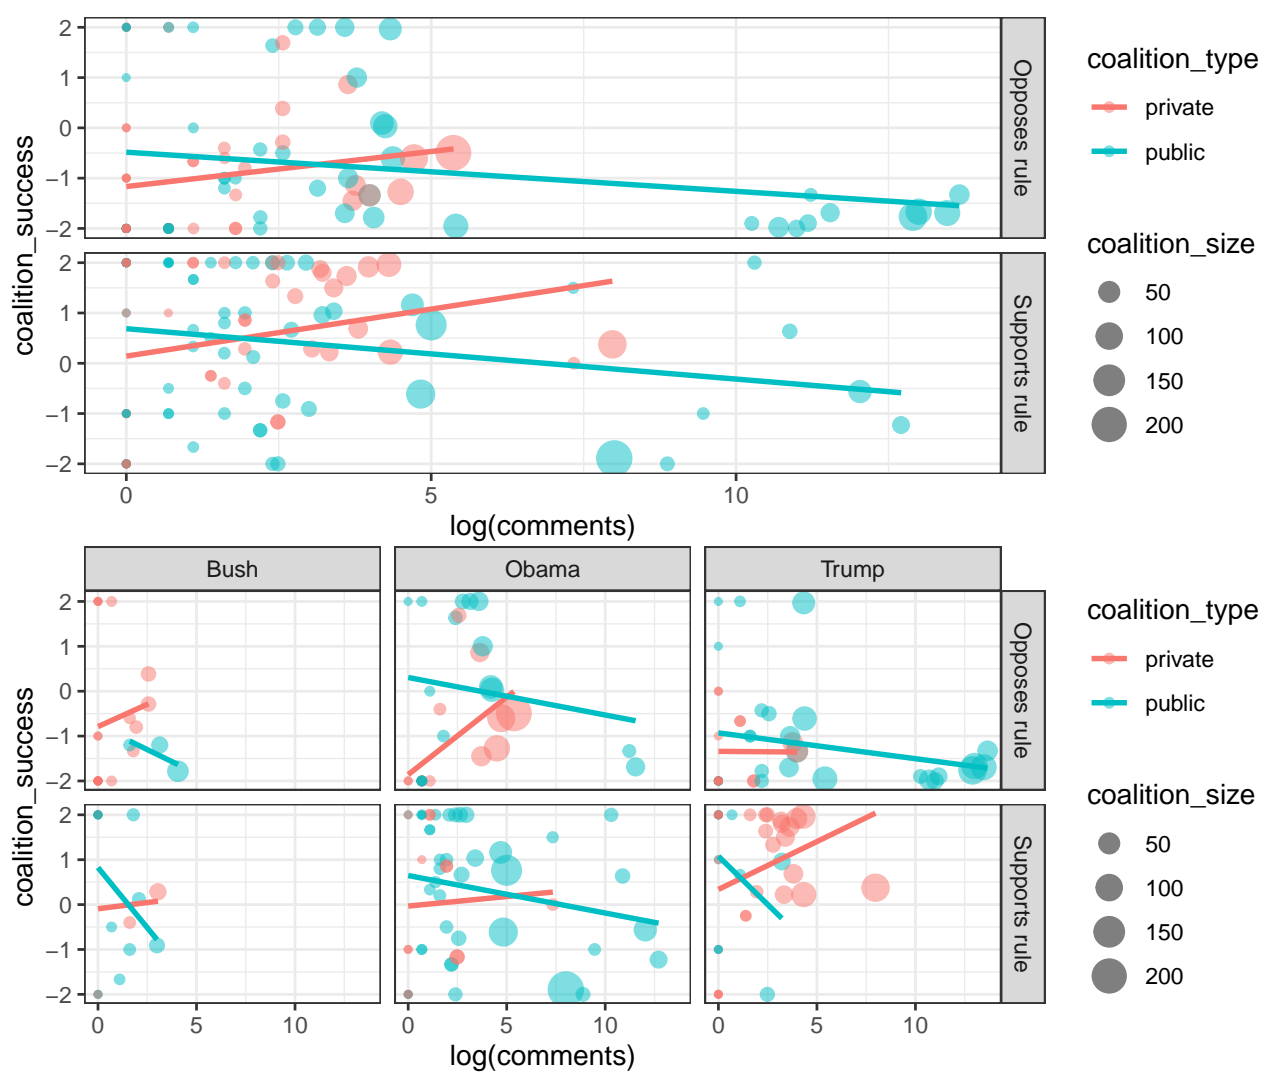 2
1
0
−1
−2
Opposes rule
2
1
0
−1
−2
Supports rule
coalition_success
0
5
10
log(comments)
coalition_type
private
public
coalition_size
50
100
150
200
Bush
Obama
Trump
2
1
0
−1
−2
Opposes rule
2
1
0
−1
−2
Supports rule
coalition_success
0
5
10
0
5
10
0
5
10
log(comments)
coalition_type
private
public
coalition_size
50
100
150
200